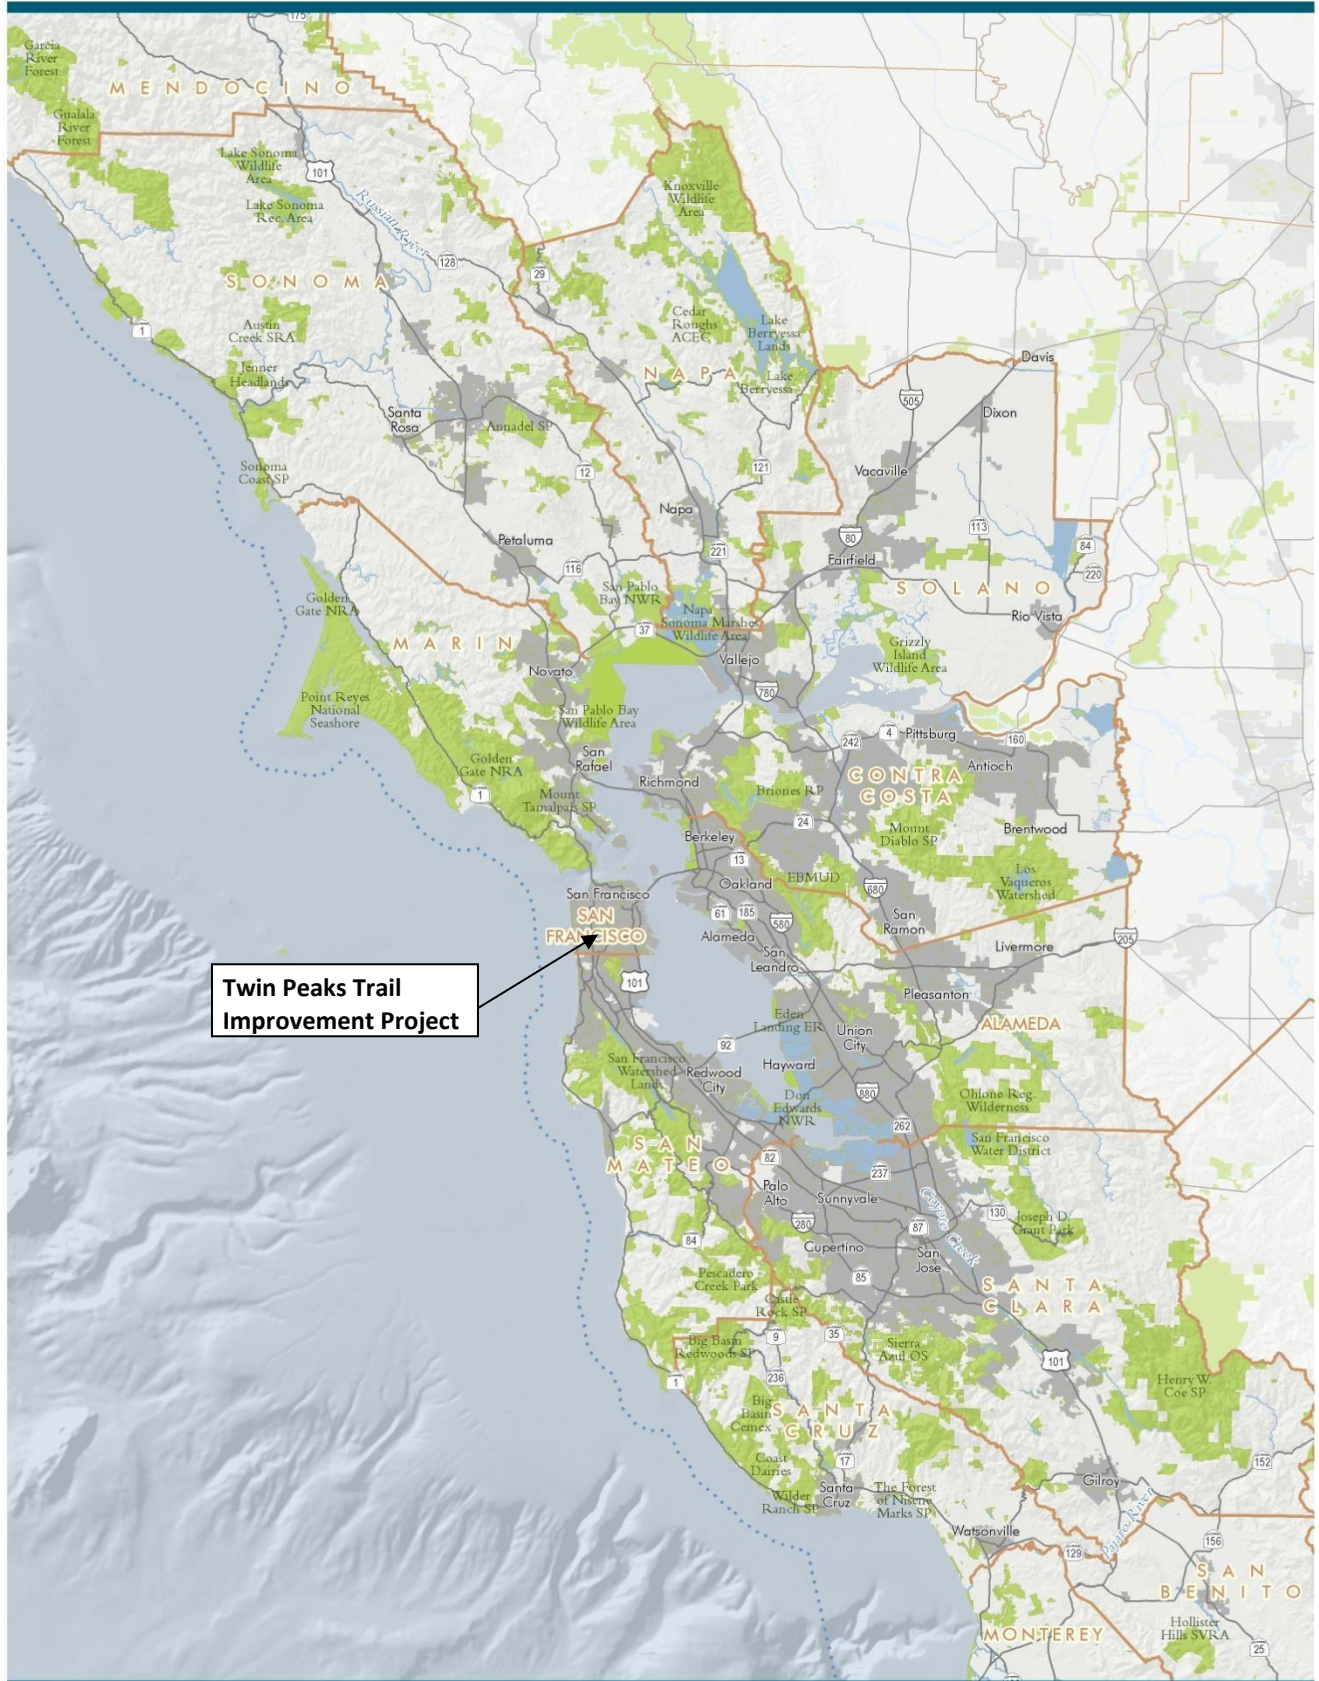 175
Garcia
River
Forest
MENDOCINO
Gualala
River
Forest
Lake Sonoma
Wildlife
Area
101
Lake Sonoma
Rec. Area
Russian River
Knoxville
Wildlife
Area
128
29
SONOMA
1
Austin
Creek SRA
Cedar
Roughs
ACEC
Lake
Berryessa
Lands
Jenner
Headlands
NAPA
Lake
Berryessa
Davis
505
Dixon
Santa
Rosa
Annadel SP
Sonoma
Coast SP
12
121
Vacaville
Napa
113
Petaluma
221
80
84
116
Fairfield
220
San Pablo
Bay NWR
SOLANO
Golden
Gate NRA
Napa
Sonoma Marshes
Wildlife Area
Rio Vista
37
MARIN
Grizzly
Island
Wildlife Area
Novato
Vallejo
780
Point Reyes
National
Seashore
San Pablo Bay
Wildlife Area
242
4
Pittsburg
160
San
Rafael
Golden
Gate NRA
Antioch
Richmond
CONTRA
COSTA
Briones RP
1
Mount
Tamalpais SP
24
Mount
Diablo SP
Brentwood
Berkeley
13
Los
Vaqueros
Watershed
Oakland
EBMUD
680
San Francisco
61
185
580
San
Ramon
SAN
FRANCISCO
Alameda
205
Livermore
San
Leandro
Twin Peaks Trail
Improvement Project
101
Pleasanton
Eden
Landing ER
Union
City
ALAMEDA
92
San Francisco
Watershed
Lands
Redwood
City
Hayward
880
Don
Edwards
NWR
Ohlone Reg.
Wilderness
262
San Francisco
Water District
SAN
MATEO
82
237
Palo
Alto
Sunnyvale
Coyote Creek
130
Joseph D.
Grant Park
280
87
84
Cupertino
San
Jose
85
Pescadero
Creek Park
SANTA
CLARA
Castle
Rock SP
9
35
Big Basin
Redwoods SP
Sierra
Azul OS
101
1
236
Henry W.
Coe SP
Big
Basin
Cemex
SANTA
CRUZ
Coast
Dairies
17
152
Gilroy
Santa
Cruz
Wilder
Ranch SP
The Forest
of Nisene
Marks SP
Pajaro River
Watsonville
156
129
SAN
BENITO
MONTEREY
Hollister
Hills SVRA
25